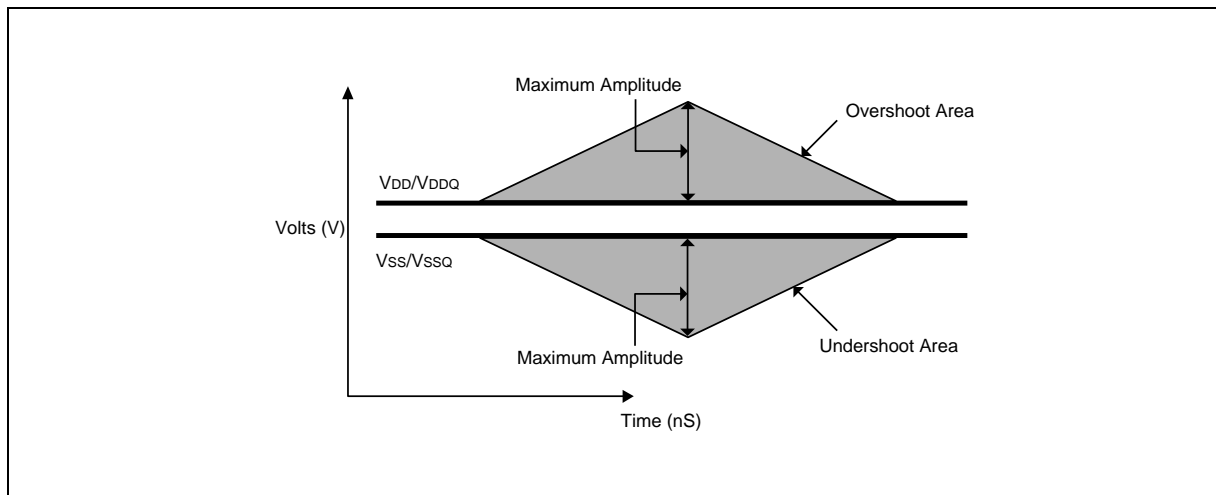 Maximum Amplitude
Overshoot Area
VDD/VDDQ
Volts (V)
VSS/VSSQ
Maximum Amplitude
Undershoot Area
Time (nS)